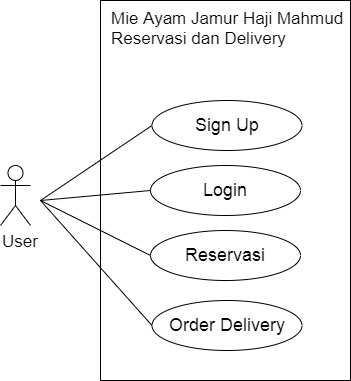 Mie Ayam Jamur Haji Mahmud
Reservasi dan Delivery
Sign Up
Login
User
Reservasi
Order Delivery